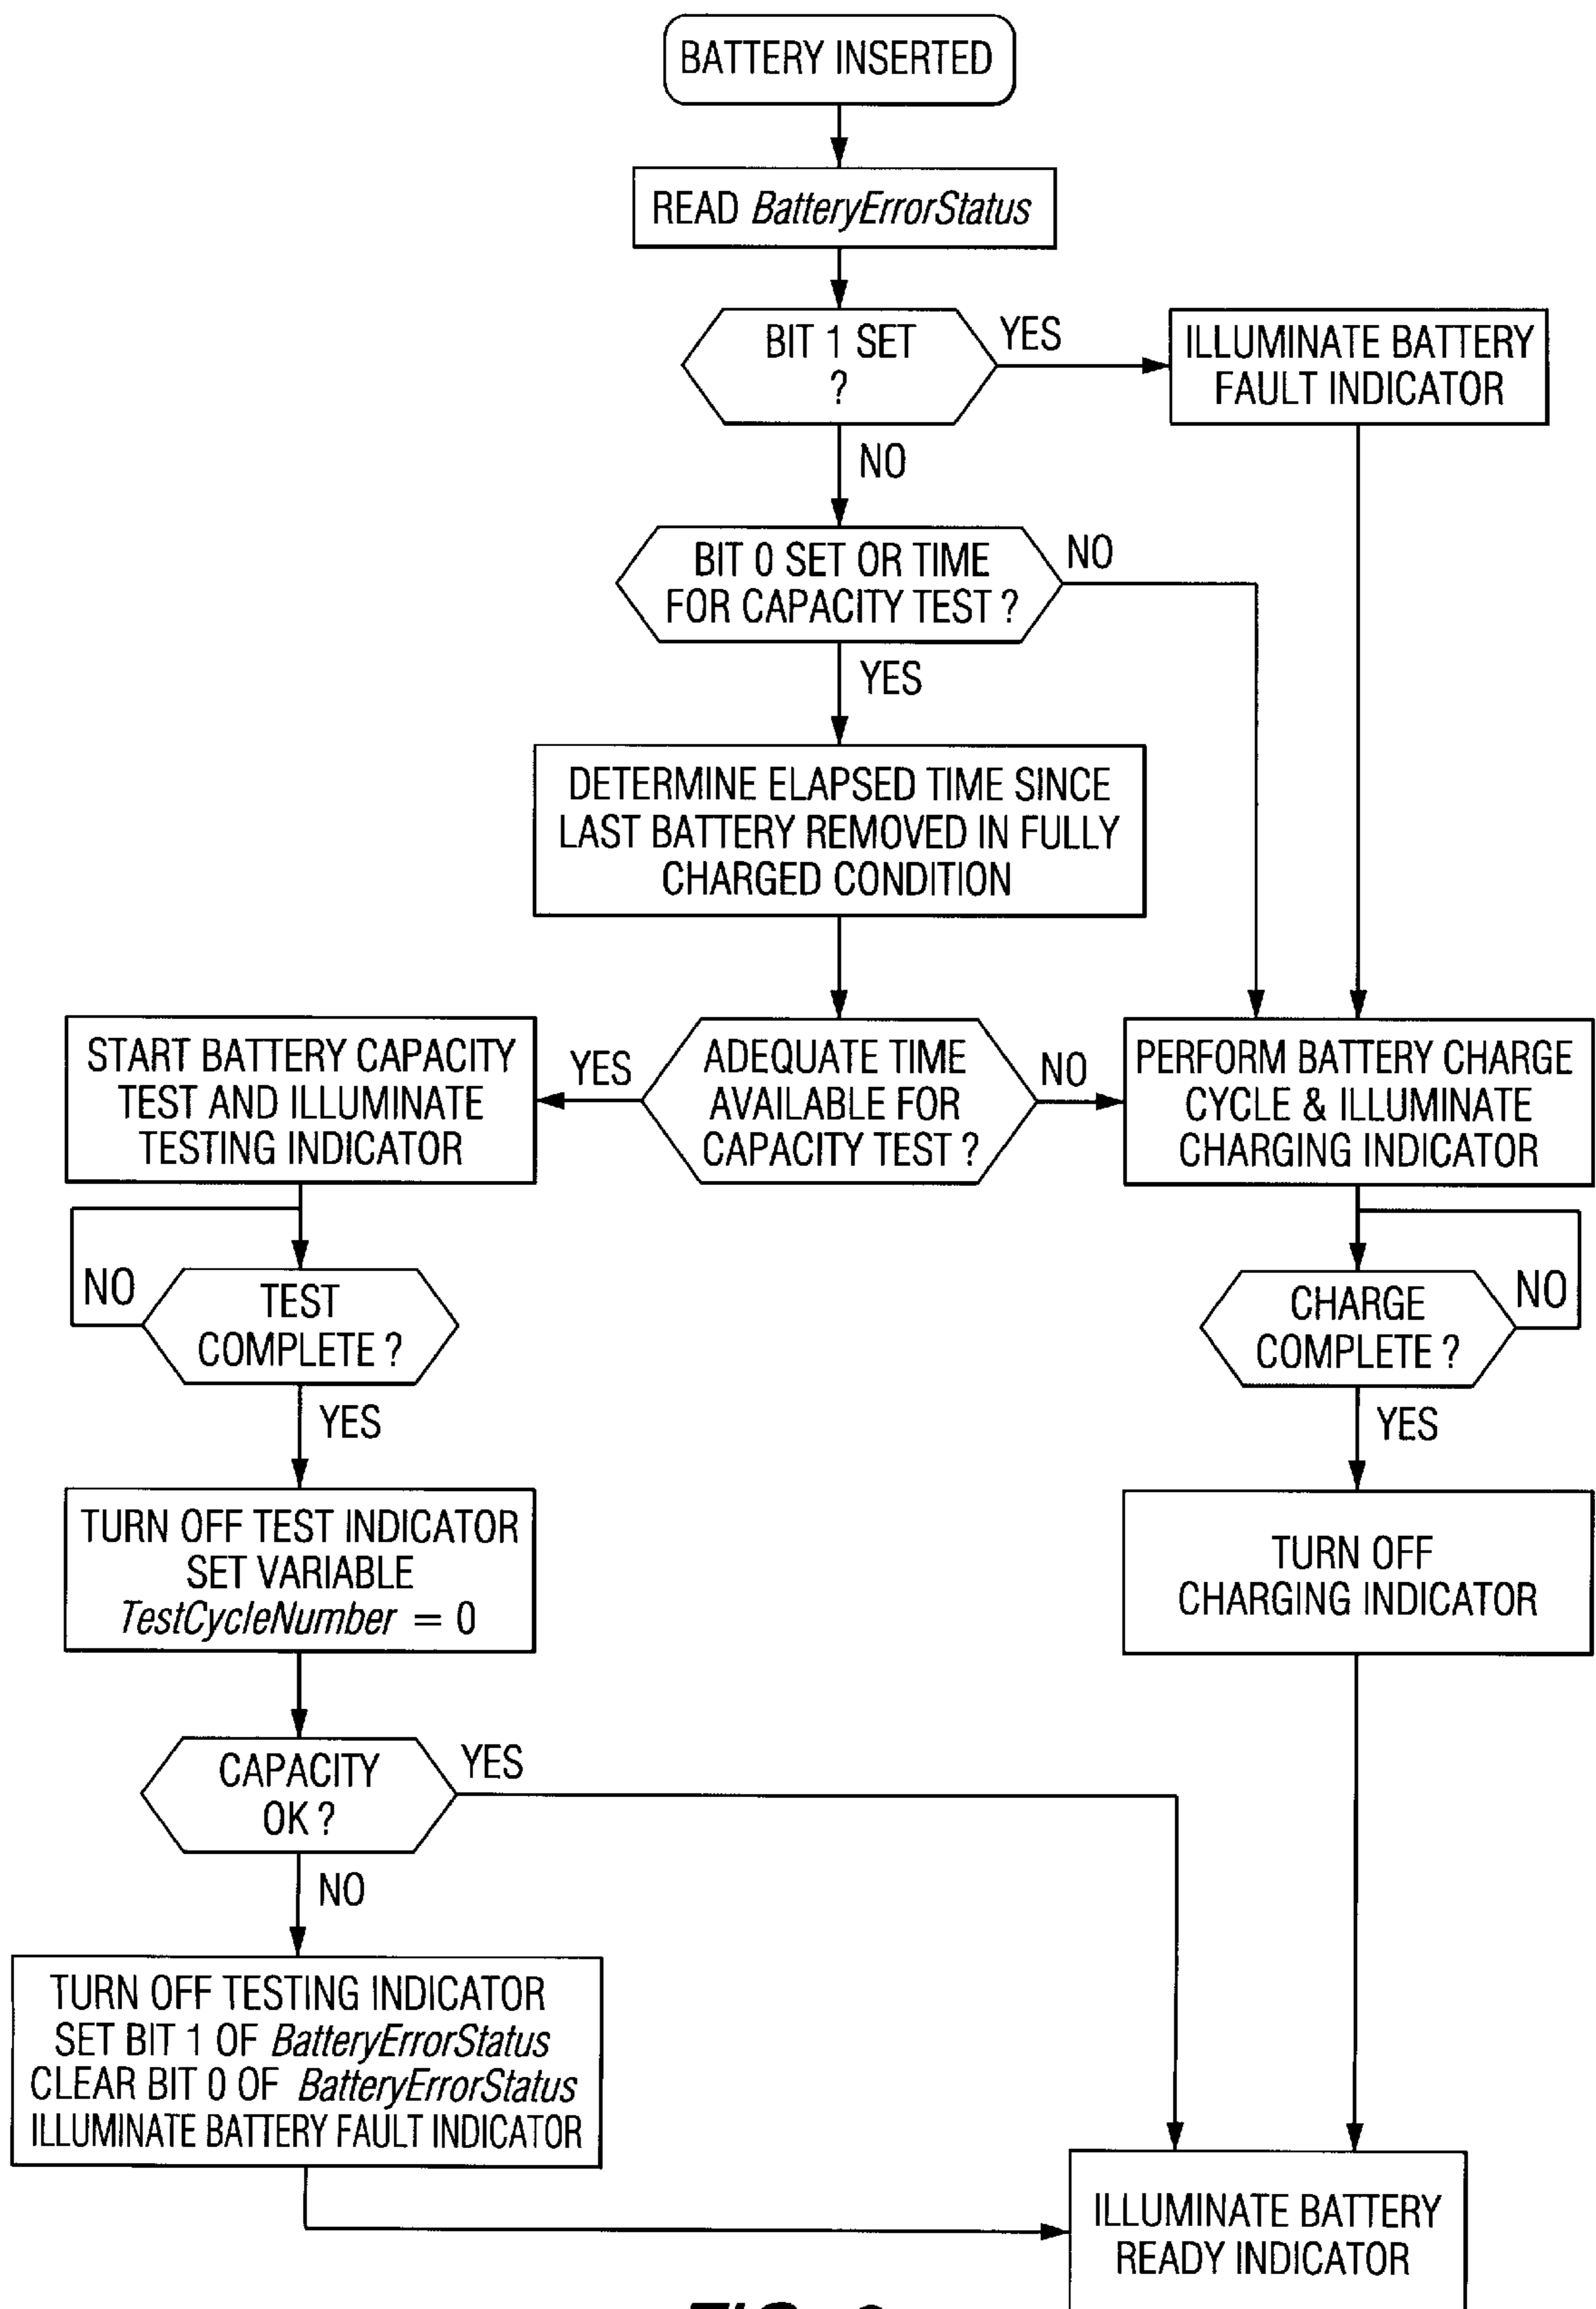 BATTERY INSERTED
READ BatteryErrorStatus
BIT 1 SET
?
YES
ILLUMINATE BATTERY
FAULT INDICATOR
NO
BIT 0 SET OR TIME
FOR CAPACITY TEST ?
NO
YES
DETERMINE ELAPSED TIME SINCE
LAST BATTERY REMOVED IN FULLY
CHARGED CONDITION
START BATTERY CAPACITY
TEST AND ILLUMINATE
TESTING INDICATOR
YES
ADEQUATE TIME
AVAILABLE FOR
CAPACITY TEST ?
NO
PERFORM BATTERY CHARGE
CYCLE & ILLUMINATE
CHARGING INDICATOR
NO
TEST
COMPLETE ?
CHARGE
COMPLETE ?
NO
YES
YES
TURN OFF TEST INDICATOR
SET VARIABLE
TestCycleNumber = 0
TURN OFF
CHARGING INDICATOR
CAPACITY
OK ?
YES
NO
TURN OFF TESTING INDICATOR
SET BIT 1 OF BatteryErrorStatus
CLEAR BIT 0 OF BatteryErrorStatus
ILLUMINATE BATTERY FAULT INDICATOR
ILLUMINATE BATTERY
READY INDICATOR